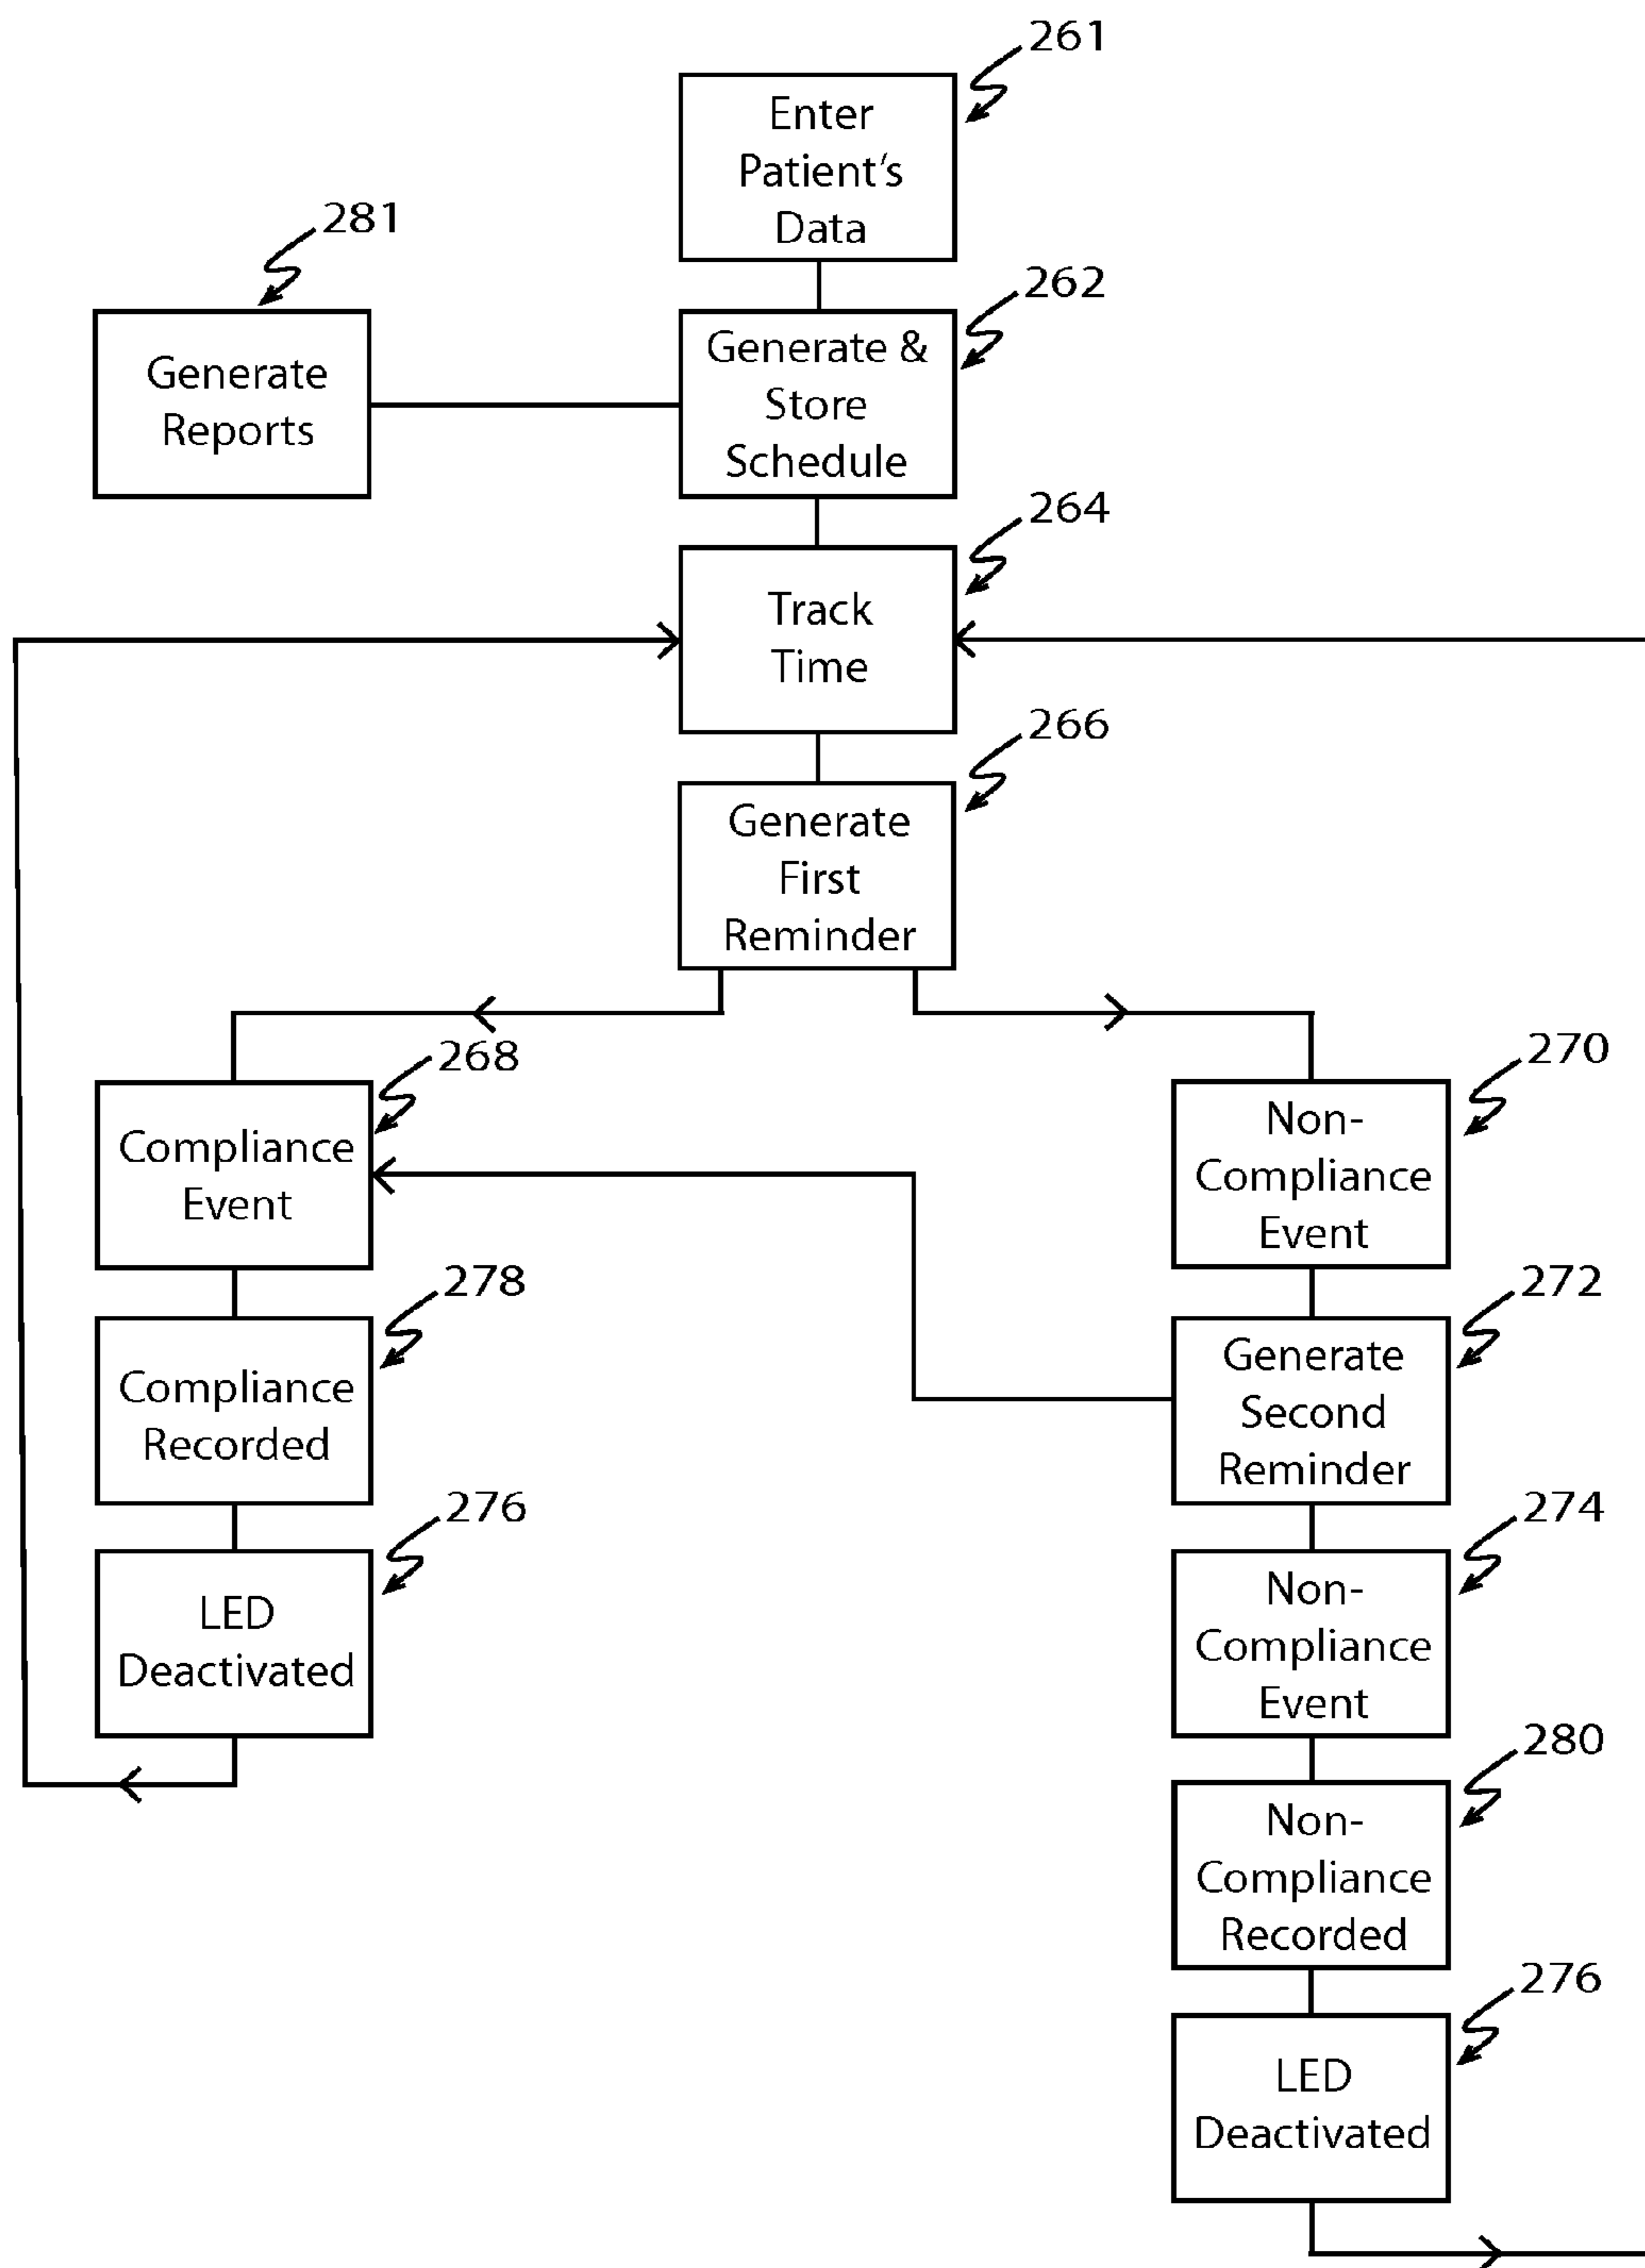 261
Enter
Patient's
Data
281
262
Generate
Reports
Generate &
Store
Schedule
264
Track
Time
266
Generate
First
Reminder
268
270
Compliance
Event
Non-
Compliance
Event
278
272
Compliance
Recorded
Generate
Second
Reminder
276
274
LED
Deactivated
Non-
Compliance
Event
280
Non-
Compliance
Recorded
276
LED
Deactivated